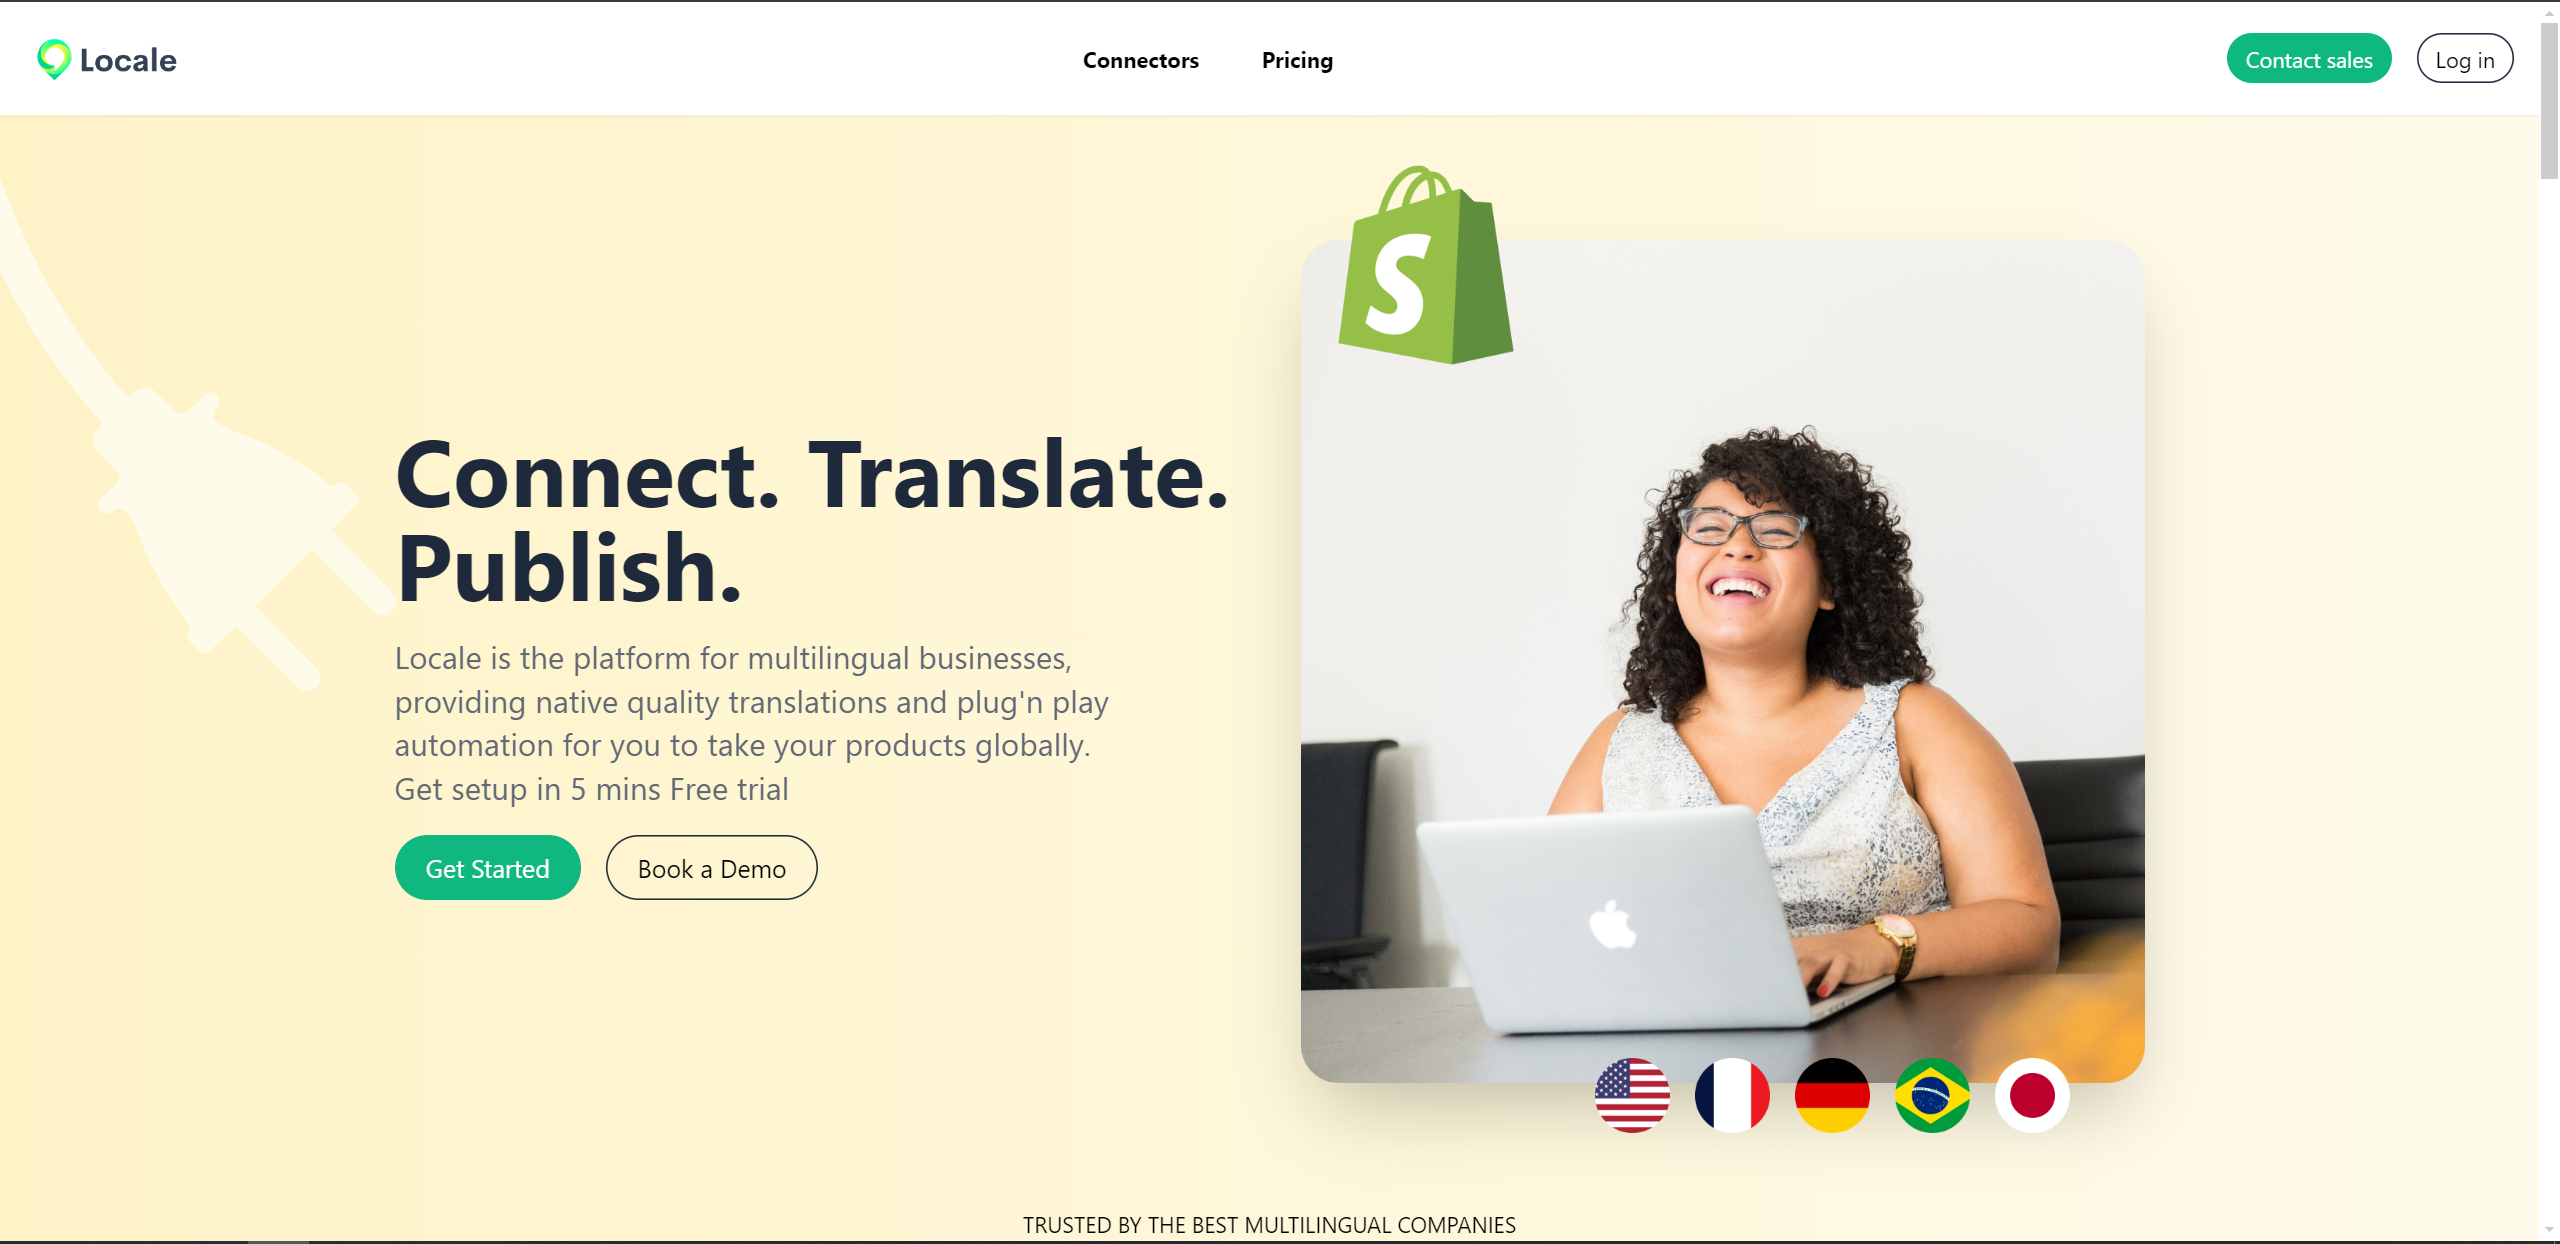 Locale
Connectors
Pricing
Contact sales
Log in
S
Connect. Translate.
Publish.
Locale is the platform for multilingual businesses,
providing native quality translations and plug'n play
automation for you to take your products globally.
Get setup in 5 mins Free trial
Get Started
Book a Demo
TRUSTED BY THE BEST MULTILINGUAL COMPANIES